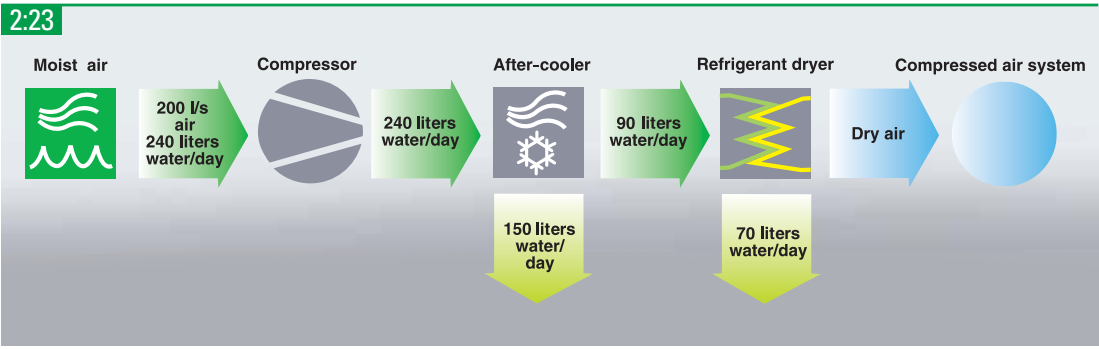 2:23
Moist air
Compressor
After-cooler
Refrigerant dryer
Compressed air system
200 l/s
air
240 liters
water/day
240 liters
water/day
90 liters
water/day
Dry air
150 liters
water/
day
70 liters
water/day